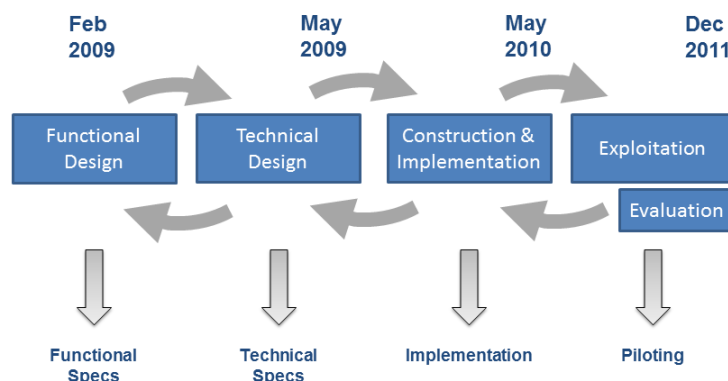 Feb
2009
May
2009
May
2010
Dec
2011
Functional
Design
Technical
Design
Construction &
Implementation
Exploitation
Evaluation
Functional
Specs
Technical
Specs
Implementation
Piloting